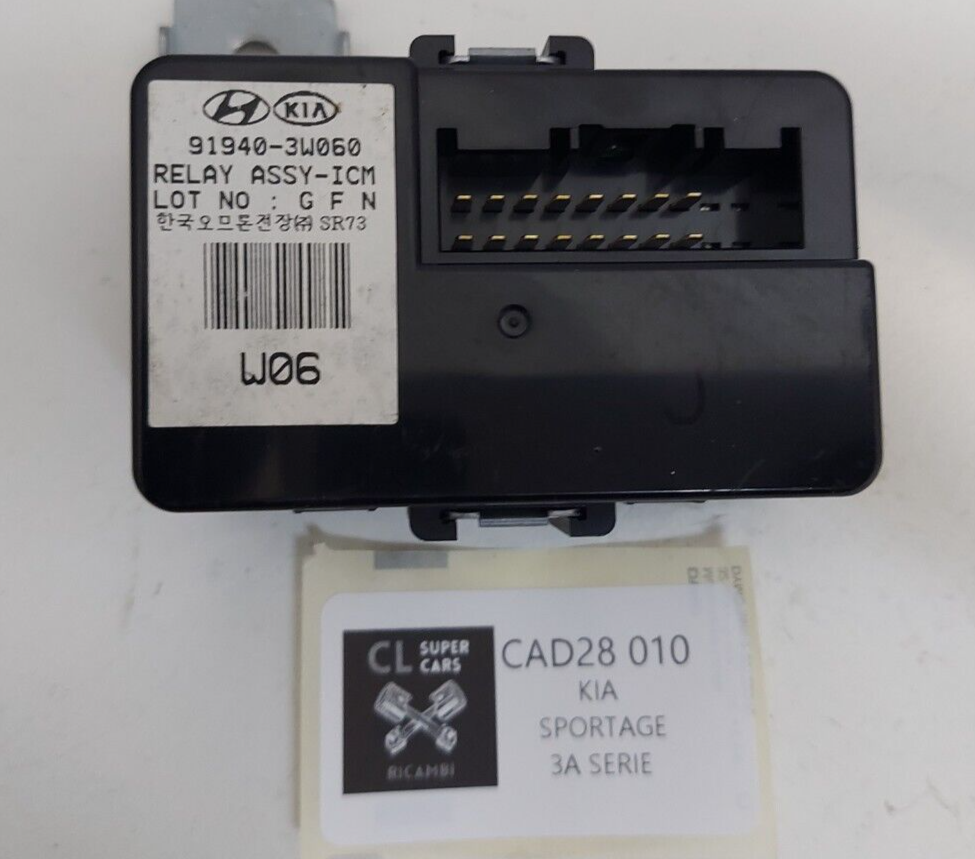 KIA
91940-3W060
RELAY ASSY-ICM
LOT NO : G F N
한국오므론전장㈜ SR73
W06
CL SUPER CARS
RICAMBI
CAD28 010
KIA
SPORTAGE
3A SERIE